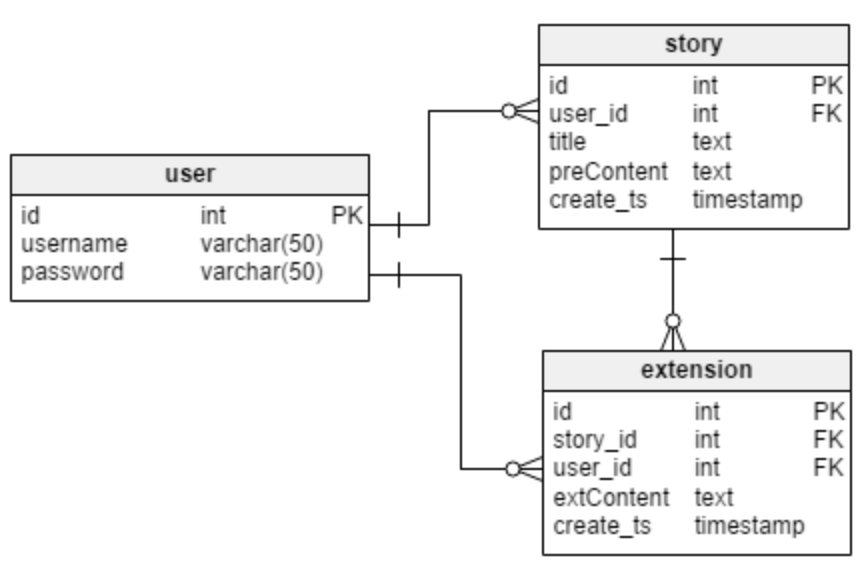 user
id int PK
username varchar(50)
password varchar(50)
story
id int PK
user_id int FK
title text
preContent text
create_ts timestamp
extension
id int PK
story_id int FK
user_id int FK
extContent text
create_ts timestamp